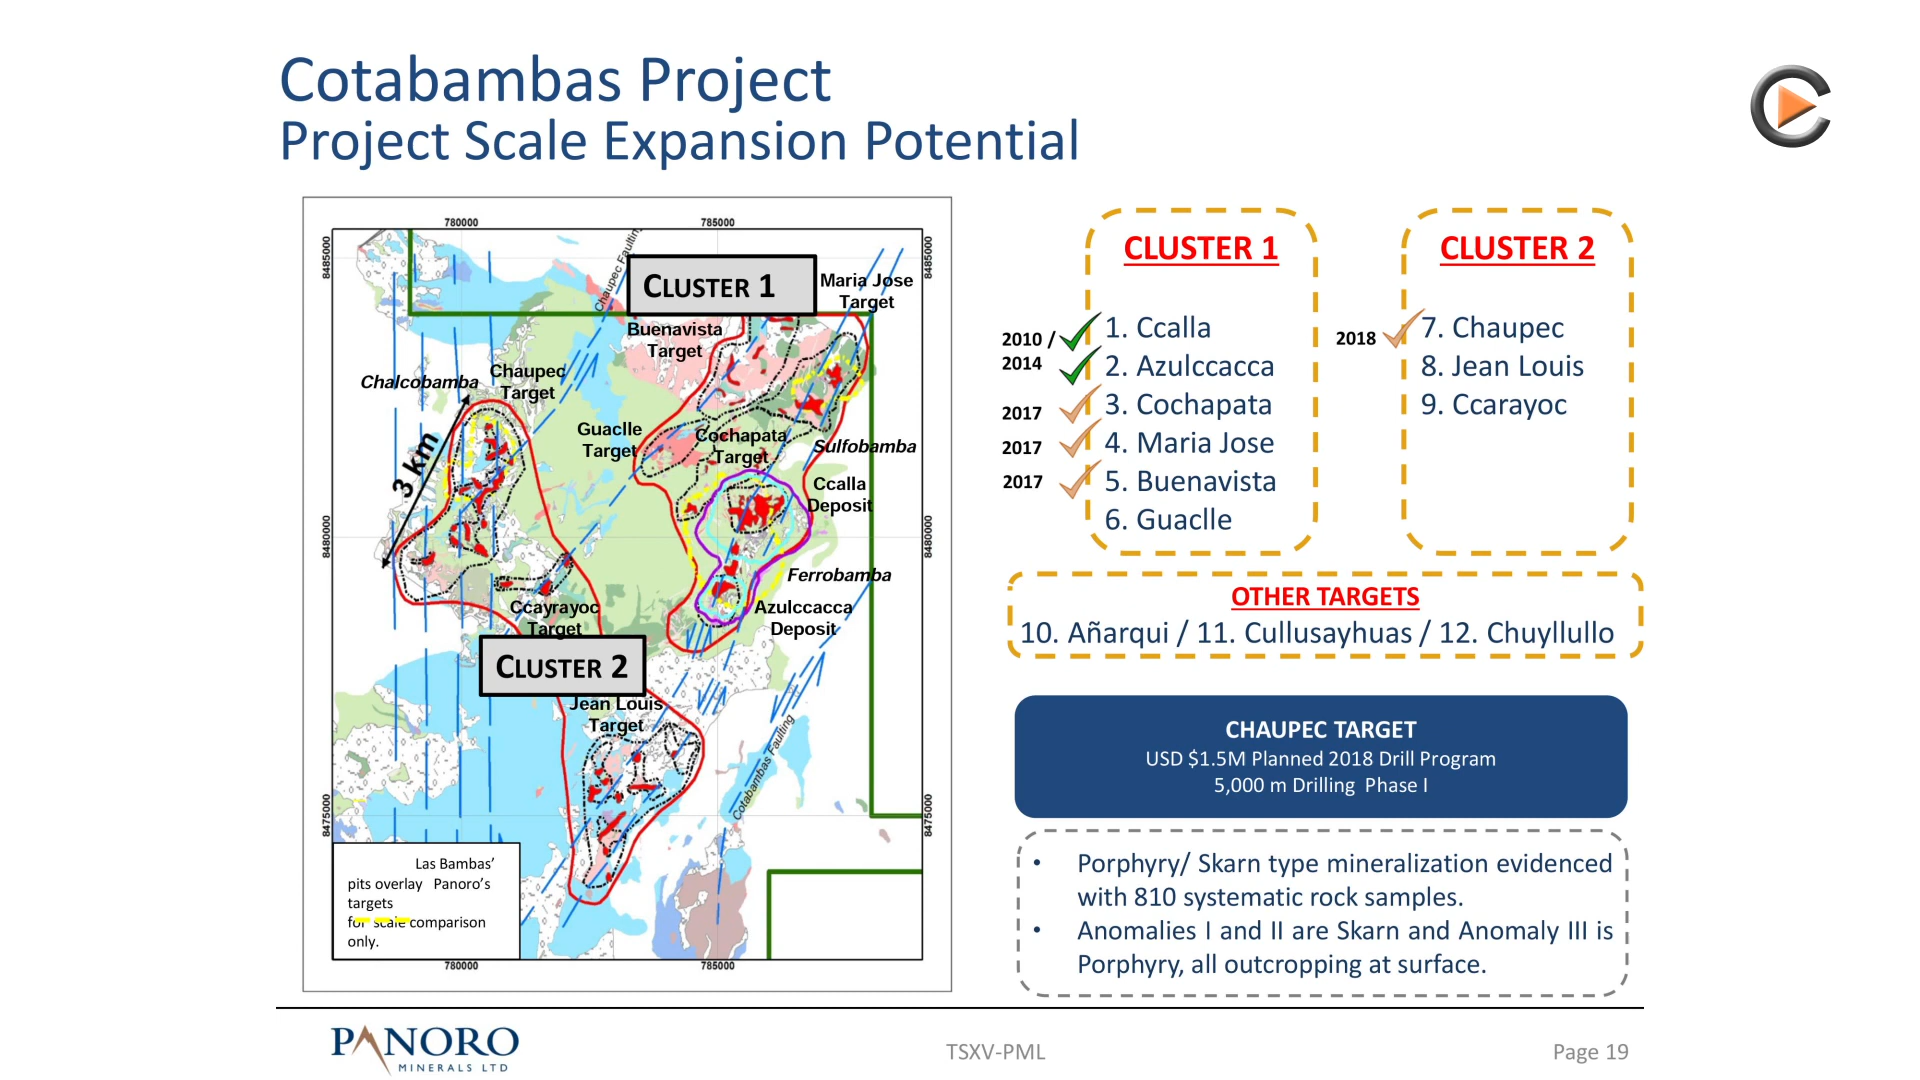 Cotabambas Project
Project Scale Expansion Potential
780000
785000
8485000
8485000
Chaupec Faulting
CLUSTER 1
Maria Jose
Target
Buenavista
Target
Chalcobamba
Chaupec
Target
3 km
Guaclle
Target
Cochapata
Target
Sulfobamba
Ccalla
Deposit
8480000
8480000
Ferrobamba
Ccayrayoc
Target
Azulccacca
Deposit
CLUSTER 2
Jean Louis
Target
Cotabambas Faulting
8475000
8475000
Las Bambas’
pits overlay Panoro’s
targets
for scale comparison
only.
780000
785000
CLUSTER 1
2010 /
2014
2017
2017
2017
1. Ccalla
2. Azulccacca
3. Cochapata
4. Maria Jose
5. Buenavista
6. Guaclle
CLUSTER 2
2018
7. Chaupec
8. Jean Louis
9. Ccarayoc
OTHER TARGETS
10. Añarqui / 11. Cullusayhuas / 12. Chuyllullo
CHAUPEC TARGET
USD $1.5M Planned 2018 Drill Program
5,000 m Drilling Phase I
• Porphyry/ Skarn type mineralization evidenced
with 810 systematic rock samples.
• Anomalies I and II are Skarn and Anomaly III is
Porphyry, all outcropping at surface.
PANORO
MINERALS LTD
TSXV-PML
Page 19